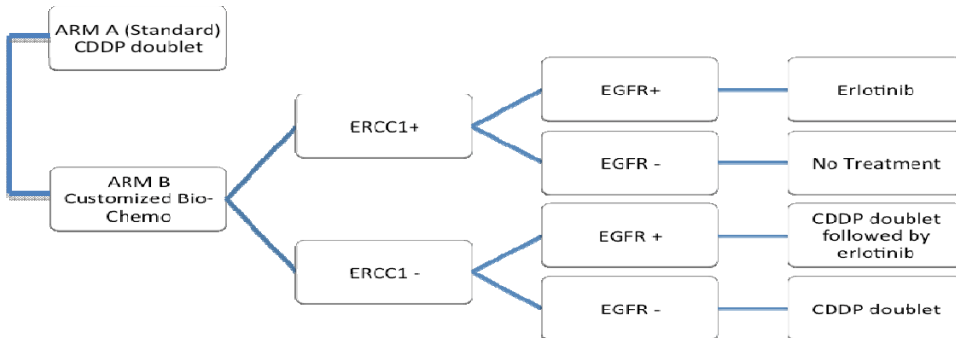 ARM A (Standard)
CDDP doublet
ARM B
Customized Bio-
Chemo
ERCC1+
ERCC1 -
EGFR+
EGFR -
EGFR +
EGFR -
Erlotinib
No Treatment
CDDP doublet
followed by
erlotinib
CDDP doublet